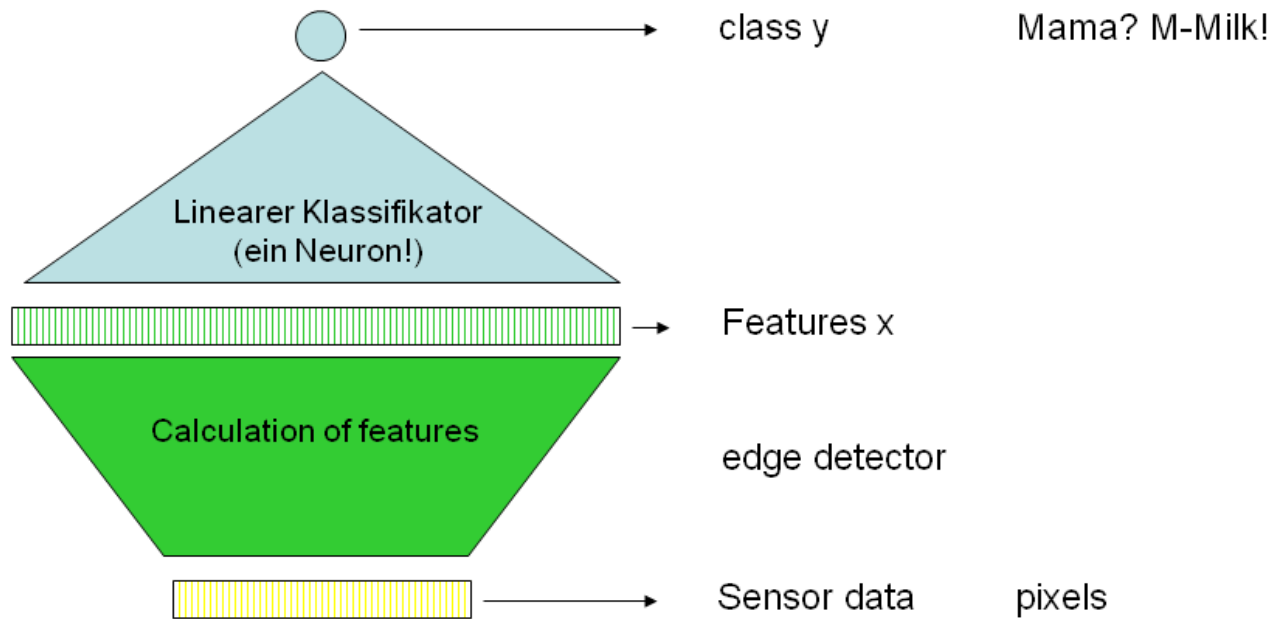 class y Mama? M-Milk!
Linearer Klassifikator
(ein Neuron!)
Features x
Calculation of features
edge detector
Sensor data pixels